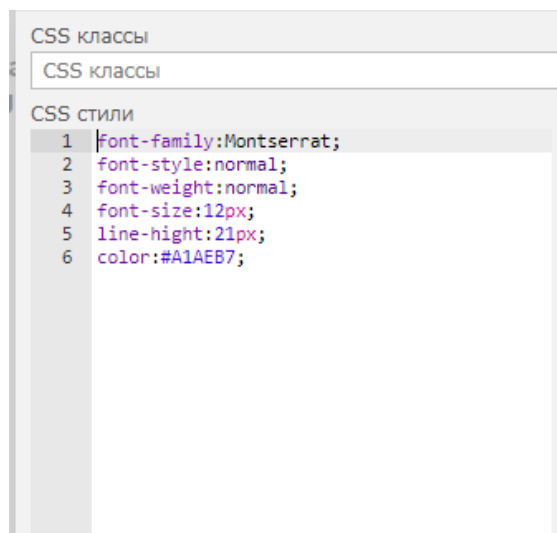 CSS классы
CSS классы
CSS стили
1 font-family:Montserrat;
2 font-style:normal;
3 font-weight:normal;
4 font-size:12px;
5 line-hight:21px;
6 color:#A1AEB7;